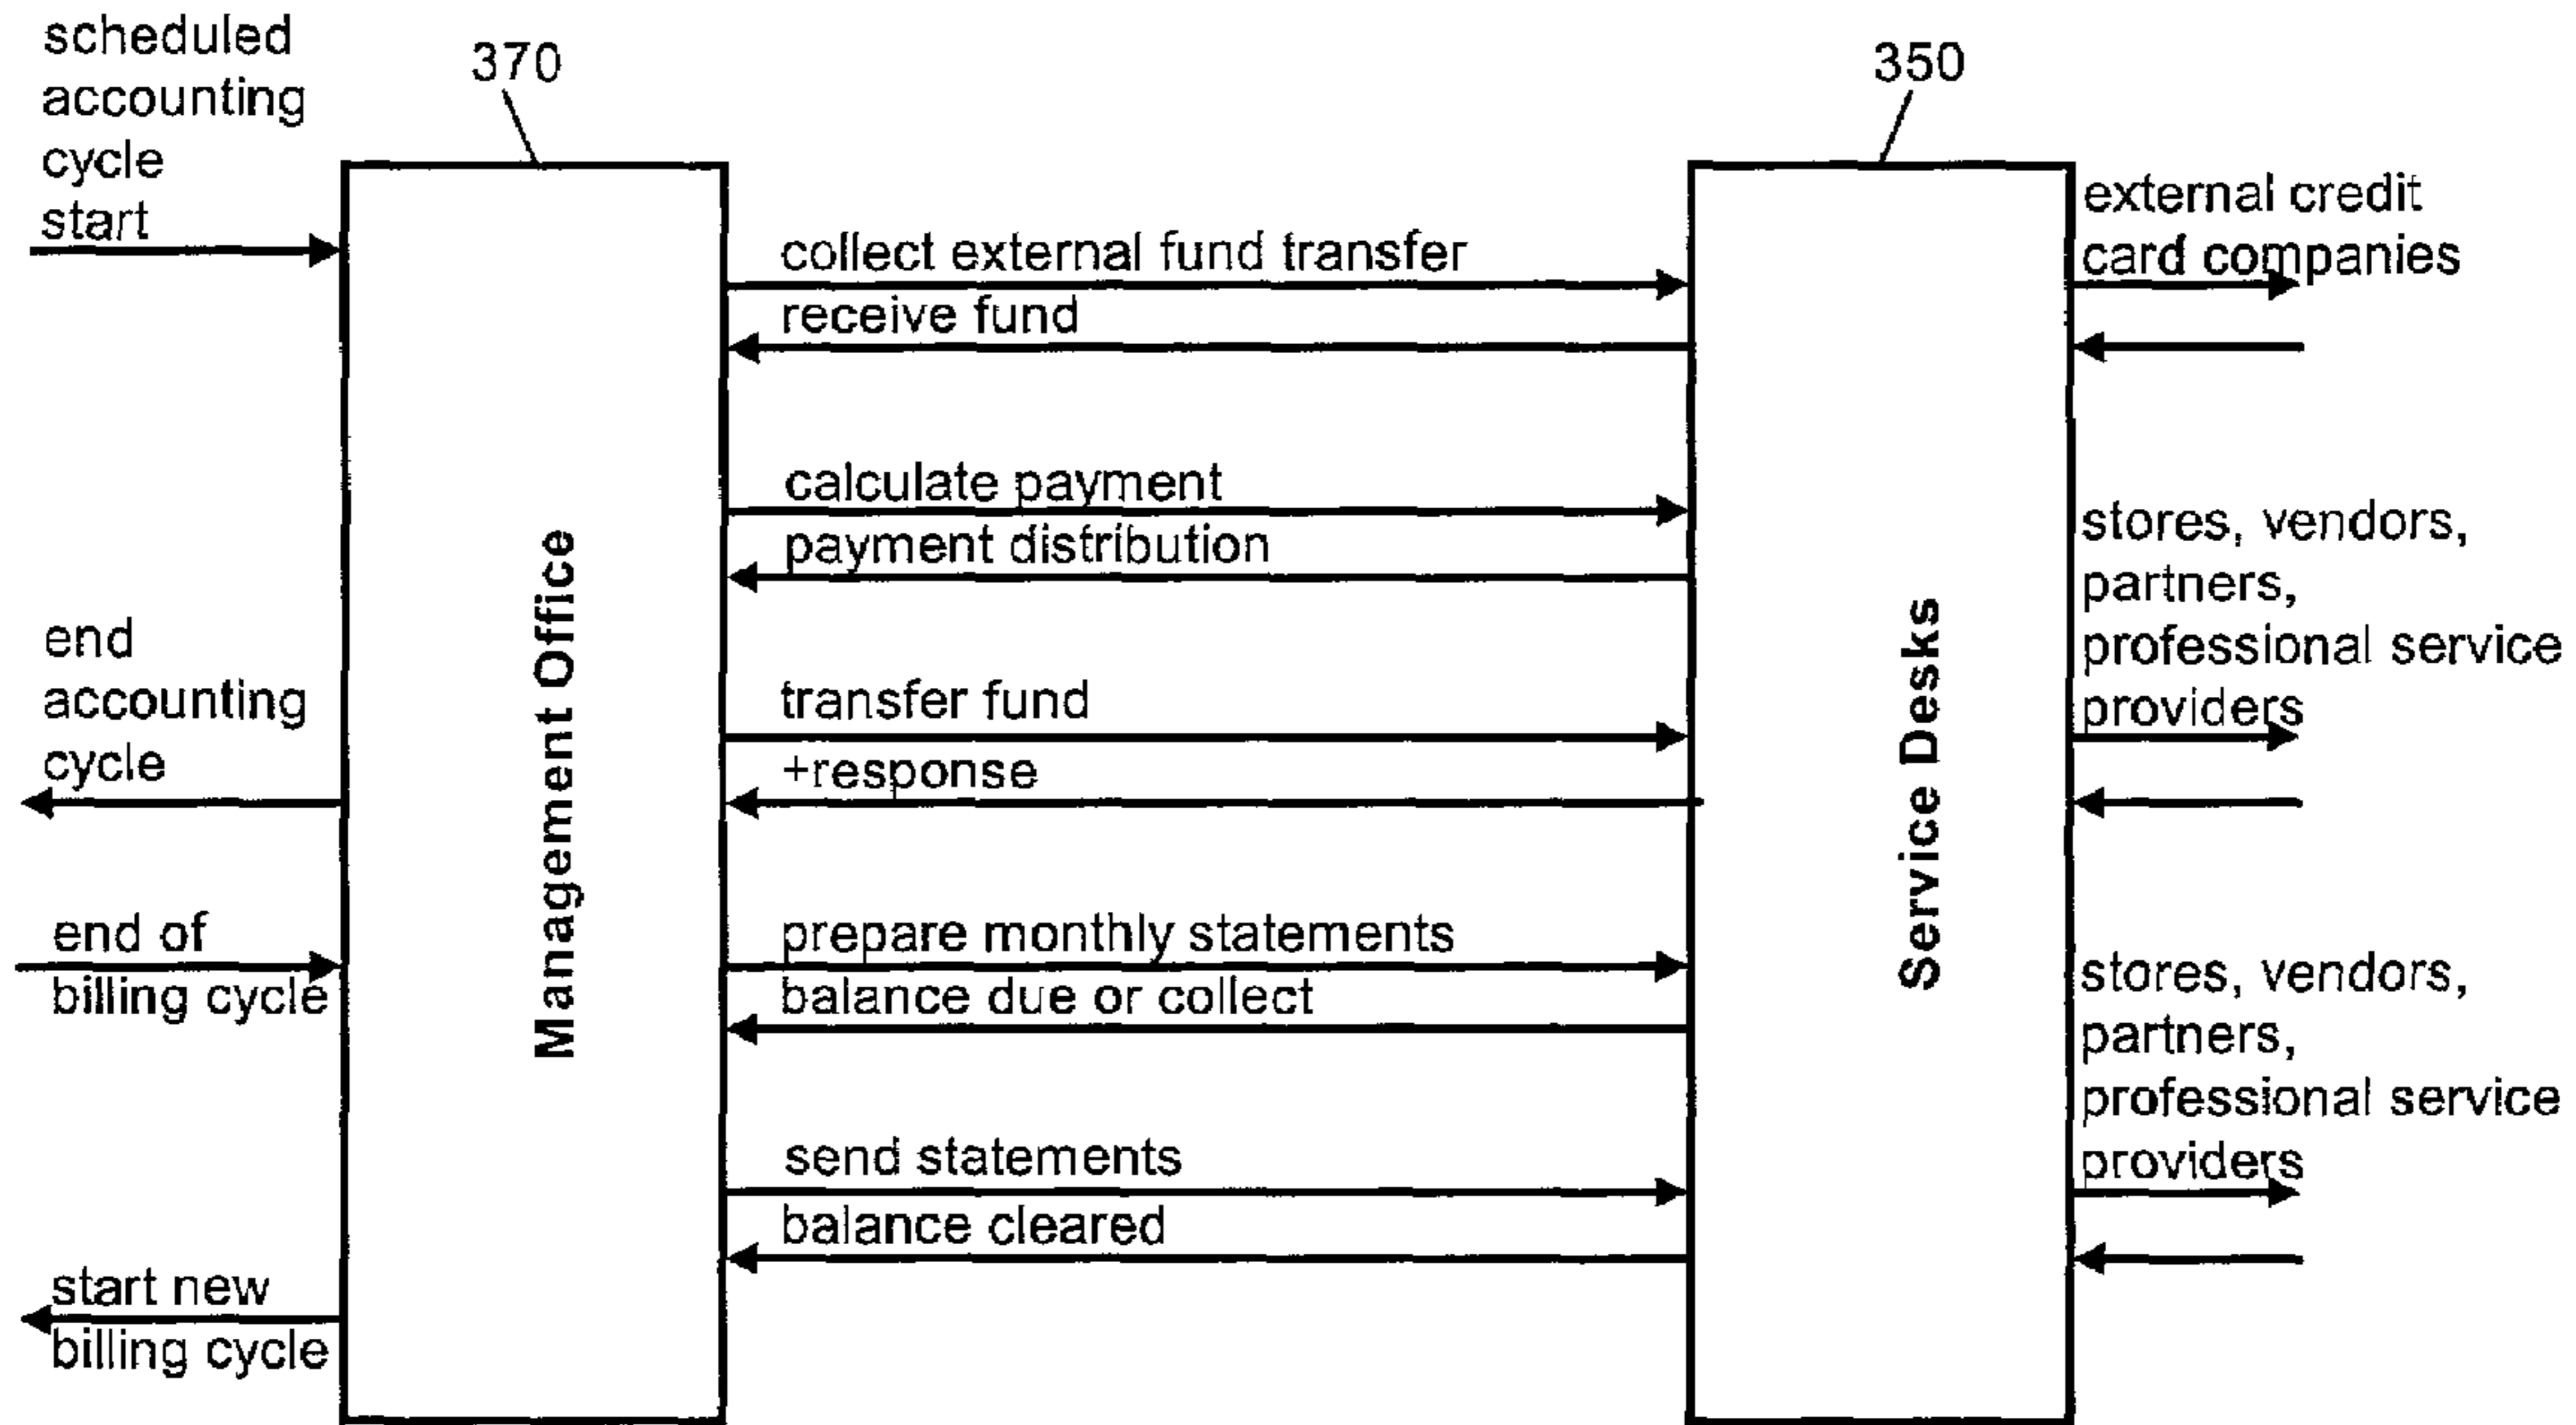 scheduled
accounting
cycle
start
370
350
external credit
card companies
collect external fund transfer
receive fund
calculate payment
payment distribution
stores, vendors,
partners,
professional service
providers
end
accounting
cycle
transfer fund
+response
Management Office
Service Desks
end of
billing cycle
prepare monthly statements
balance due or collect
stores, vendors,
partners,
professional service
providers
send statements
balance cleared
start new
billing cycle